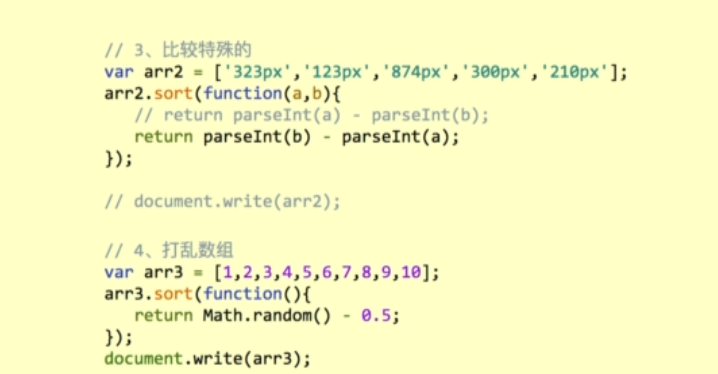 // 3、比较特殊的
var arr2 = ['323px','123px','874px','300px','210px'];
arr2.sort(function(a,b){
// return parseInt(a) - parseInt(b);
return parseInt(b) - parseInt(a);
});
// document.write(arr2);
// 4、打乱数组
var arr3 = [1,2,3,4,5,6,7,8,9,10];
arr3.sort(function(){
return Math.random() - 0.5;
});
document.write(arr3);